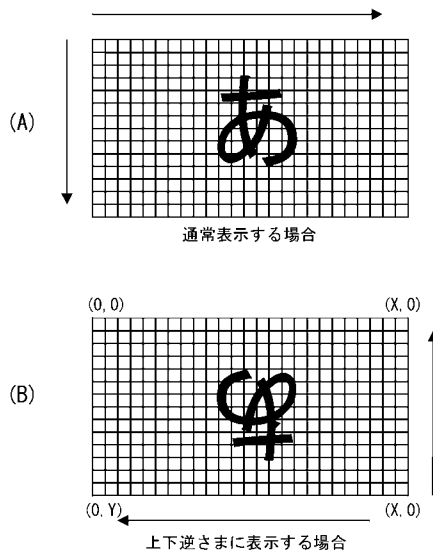 (A)
あ
通常表示する場合
(0, 0) (X, 0)
(B)
あ
(0, Y) (X, 0)
上下逆さまに表示する場合